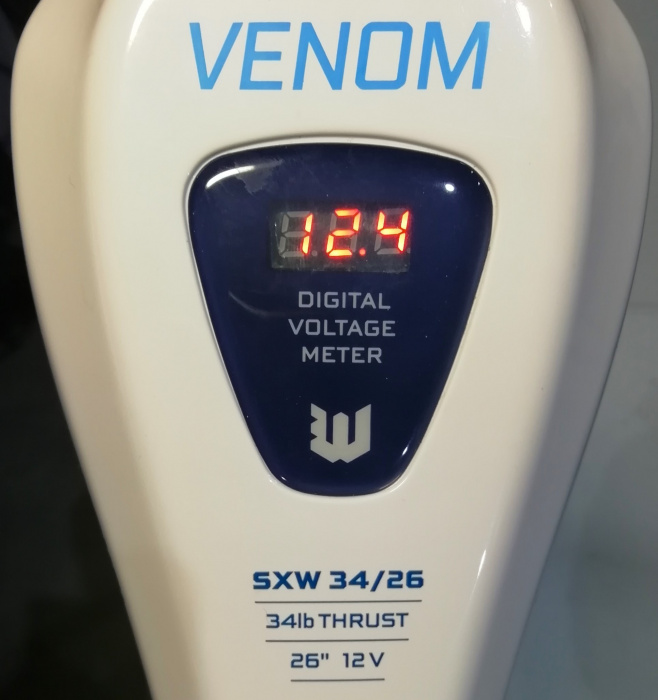 VENOM
12.4
DIGITAL
VOLTAGE
METER
SXW 34/26
34lb THRUST
26" 12V